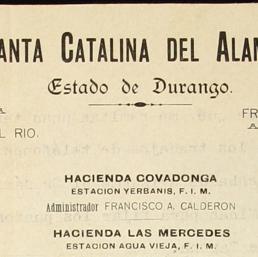 ANTA CATALINA DEL ALAM
Estado de Durango.
A
FR
L RIO.
A
HACIENDA COVADONGA
ESTACION YERBANIS, F. I. M.
Administrador FRANCISCO A. CALDERON
HACIENDA LAS MERCEDES
ESTACION AGUA VIEJA, F. I. M.